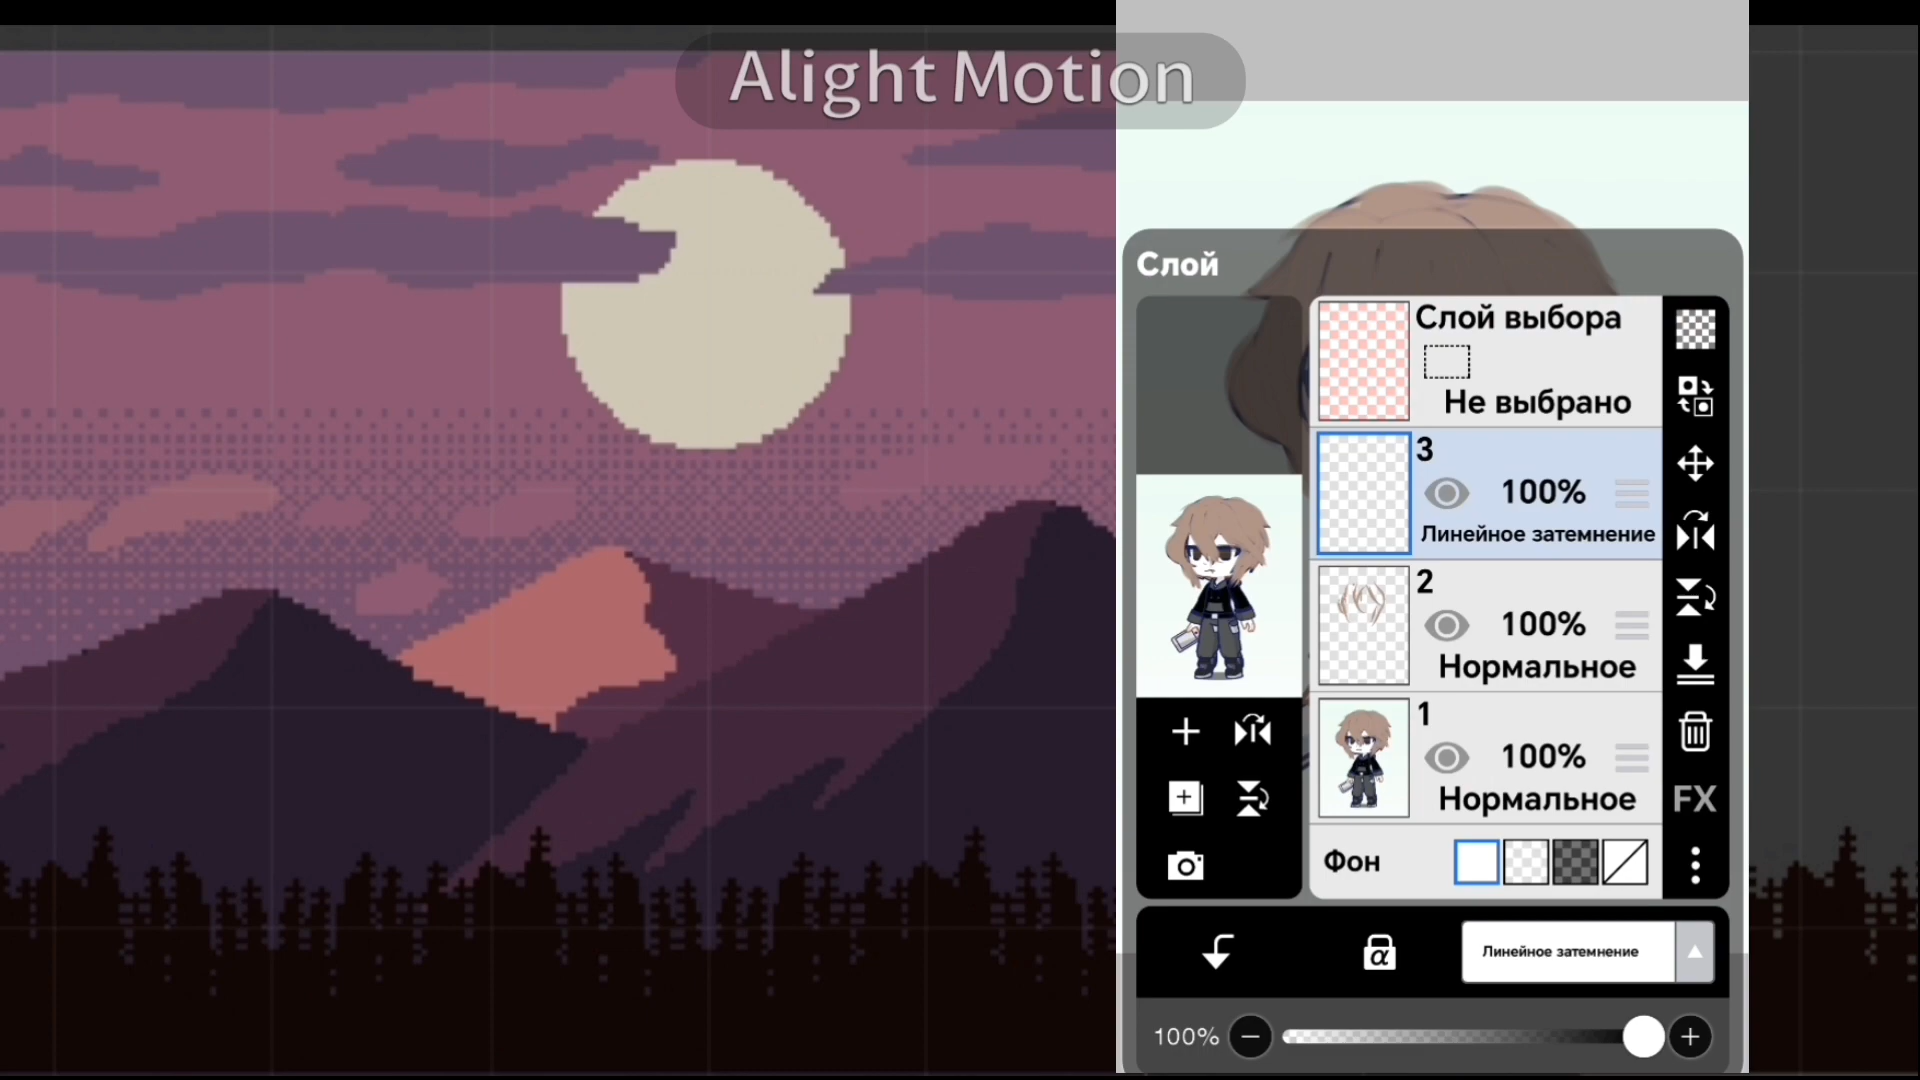 Alight Motion
Слой
Слой выбора
Не выбрано
3
100%
Линейное затемнение
2
100%
Нормальное
1
100%
Нормальное
FX
Фон
α
Линейное затемнение
100%